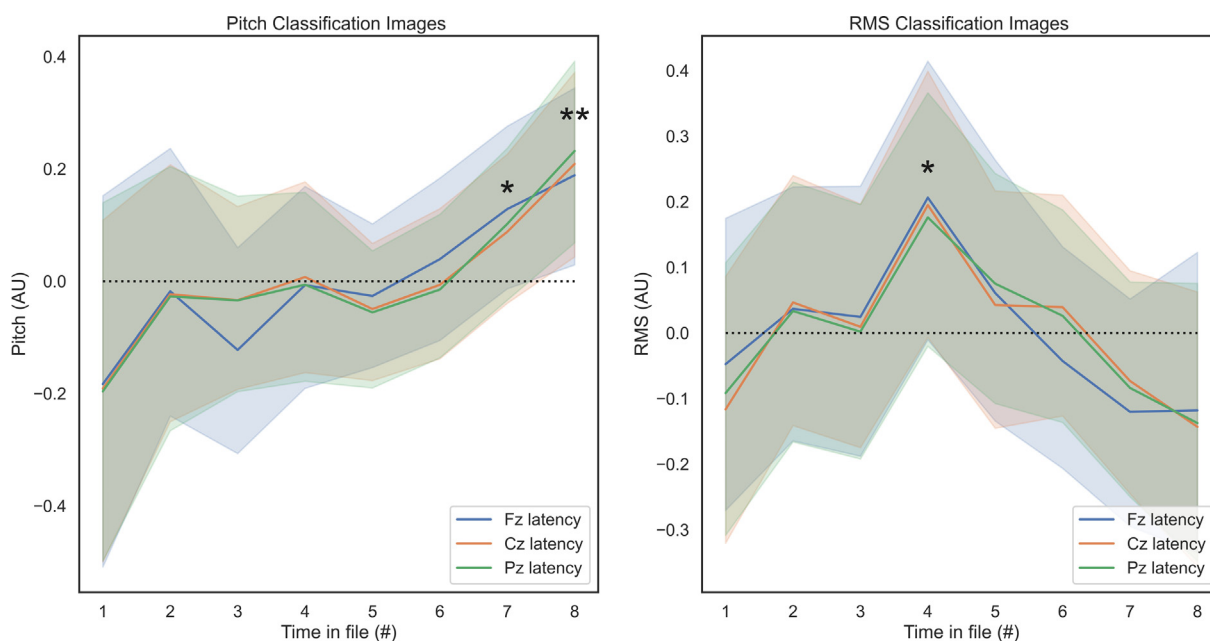 Pitch Classification Images
0.4
0.2
0.0
−0.2
−0.4
Pitch (AU)
*
**
Fz latency
Cz latency
Pz latency
1 2 3 4 5 6 7 8
Time in file (#)
RMS Classification Images
0.4
0.3
0.2
0.1
0.0
−0.1
−0.2
−0.3
RMS (AU)
*
Fz latency
Cz latency
Pz latency
1 2 3 4 5 6 7 8
Time in file (#)